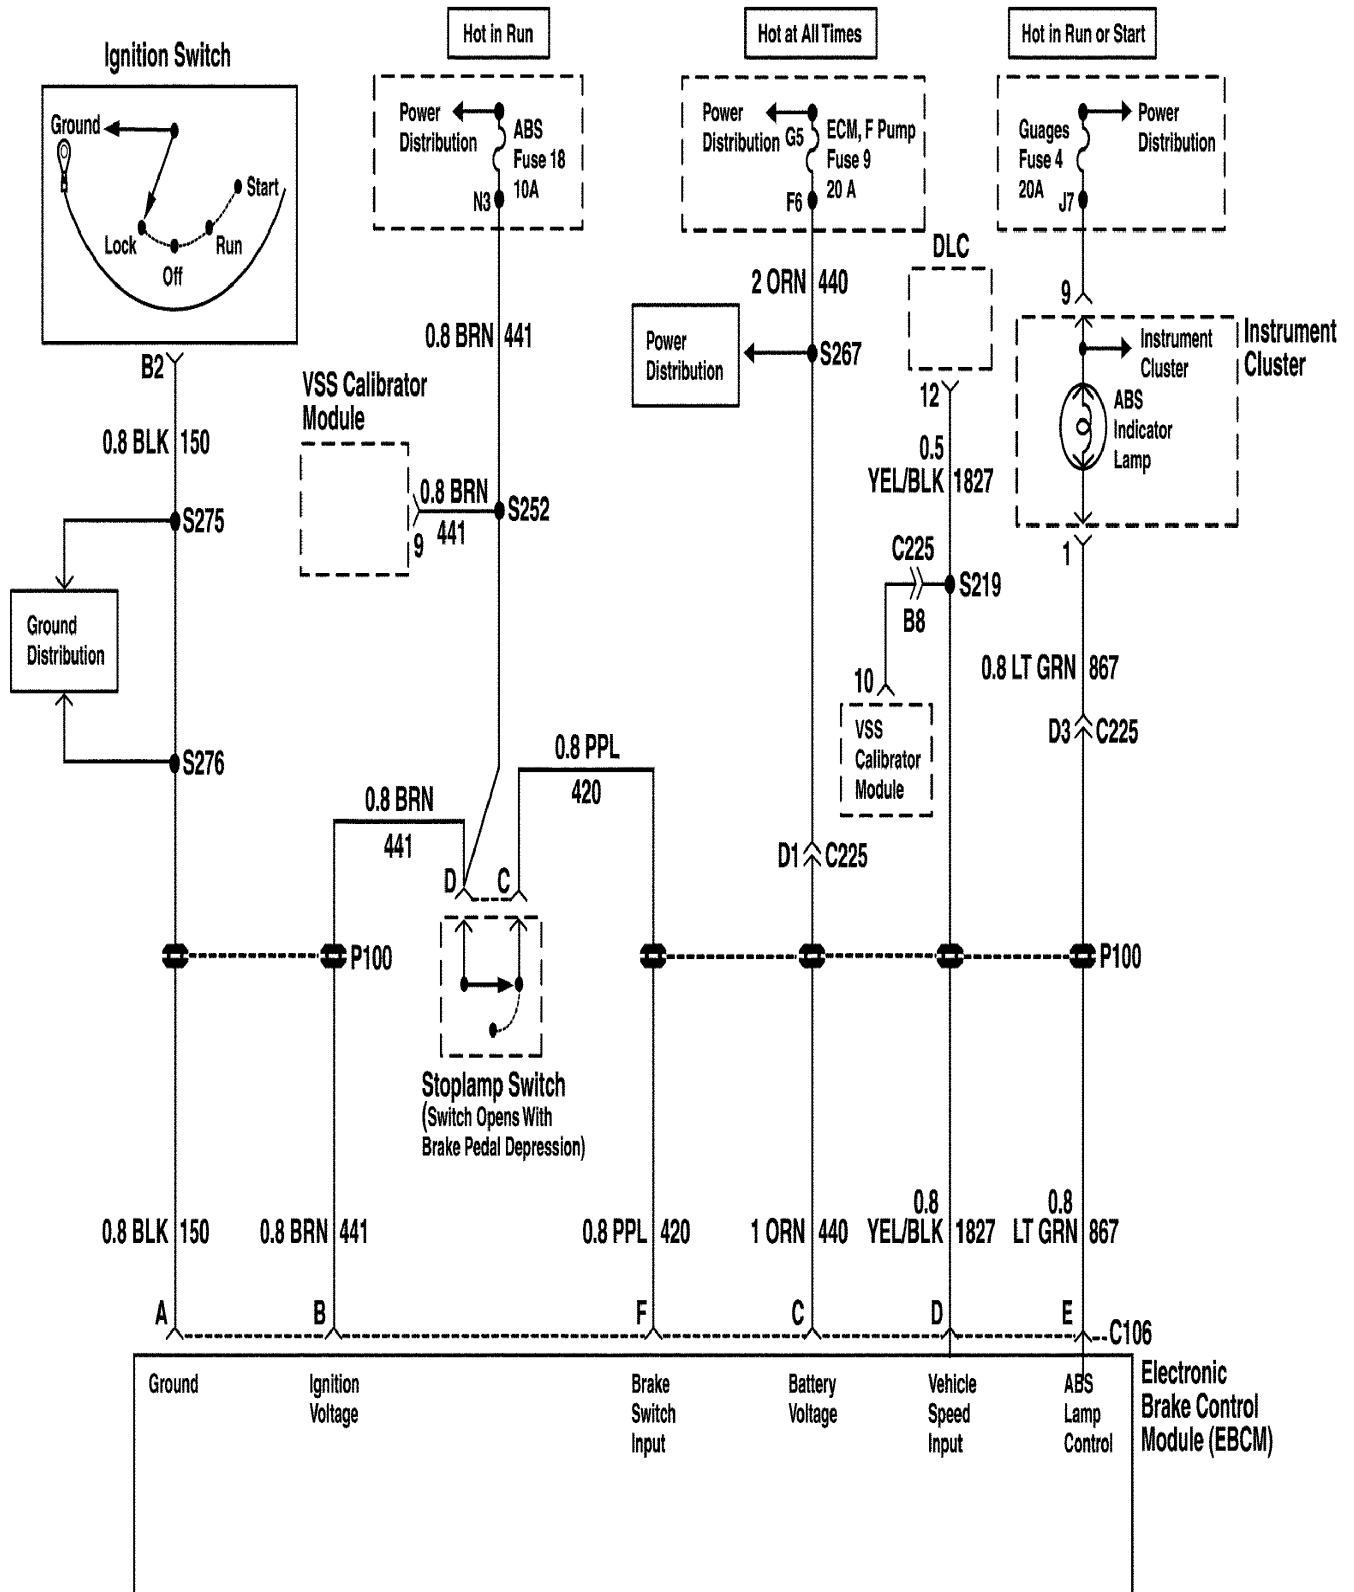 Hot in Run
Hot at All Times
Hot in Run or Start
Ignition Switch
Ground
Start
Lock
Run
Off
B2
Power
Distribution
ABS
Fuse 18
10A
N3
Power
Distribution
G5
ECM, F Pump
Fuse 9
20 A
F6
Guages
Fuse 4
20A
J7
Power
Distribution
DLC
12
2 ORN 440
9
0.8 BRN 441
Power
Distribution
S267
Instrument
Cluster
Instrument
Cluster
ABS
Indicator
Lamp
1
VSS Calibrator
Module
0.8 BLK 150
0.5
YEL/BLK 1827
0.8 BRN
441
9
S252
S275
C225
B8
S219
Ground
Distribution
0.8 LT GRN 867
10
VSS
Calibrator
Module
D3 C225
S276
0.8 PPL
420
0.8 BRN
441
D1 C225
D C
P100
P100
Stoplamp Switch
(Switch Opens With
Brake Pedal Depression)
0.8 BLK 150
0.8 BRN 441
0.8 PPL 420
1 ORN 440
0.8
YEL/BLK 1827
0.8
LT GRN 867
A B F C D E C106
Ground
Ignition
Voltage
Brake
Switch
Input
Battery
Voltage
Vehicle
Speed
Input
ABS
Lamp
Control
Electronic
Brake Control
Module (EBCM)